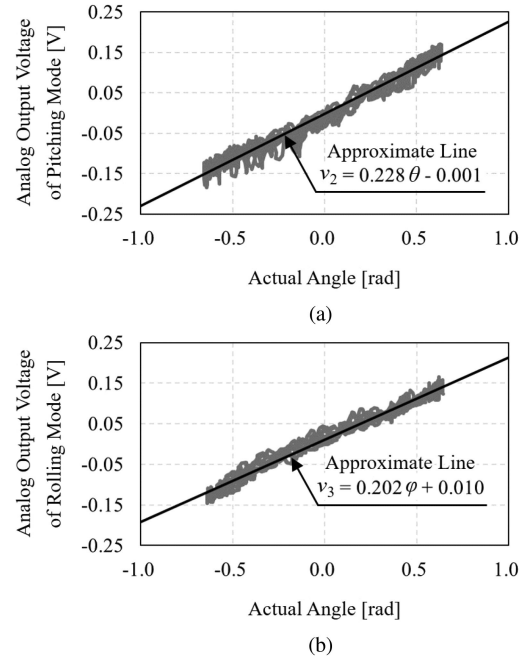 Analog Output Voltage
of Pitching Mode [V]
0.25
0.15
0.05
-0.05
-0.15
-0.25
Approximate Line
v2 = 0.228 θ - 0.001
-1.0 -0.5 0.0 0.5 1.0
Actual Angle [rad]
(a)
Analog Output Voltage
of Rolling Mode [V]
0.25
0.15
0.05
-0.05
-0.15
-0.25
Approximate Line
v3 = 0.202 φ + 0.010
-1.0 -0.5 0.0 0.5 1.0
Actual Angle [rad]
(b)